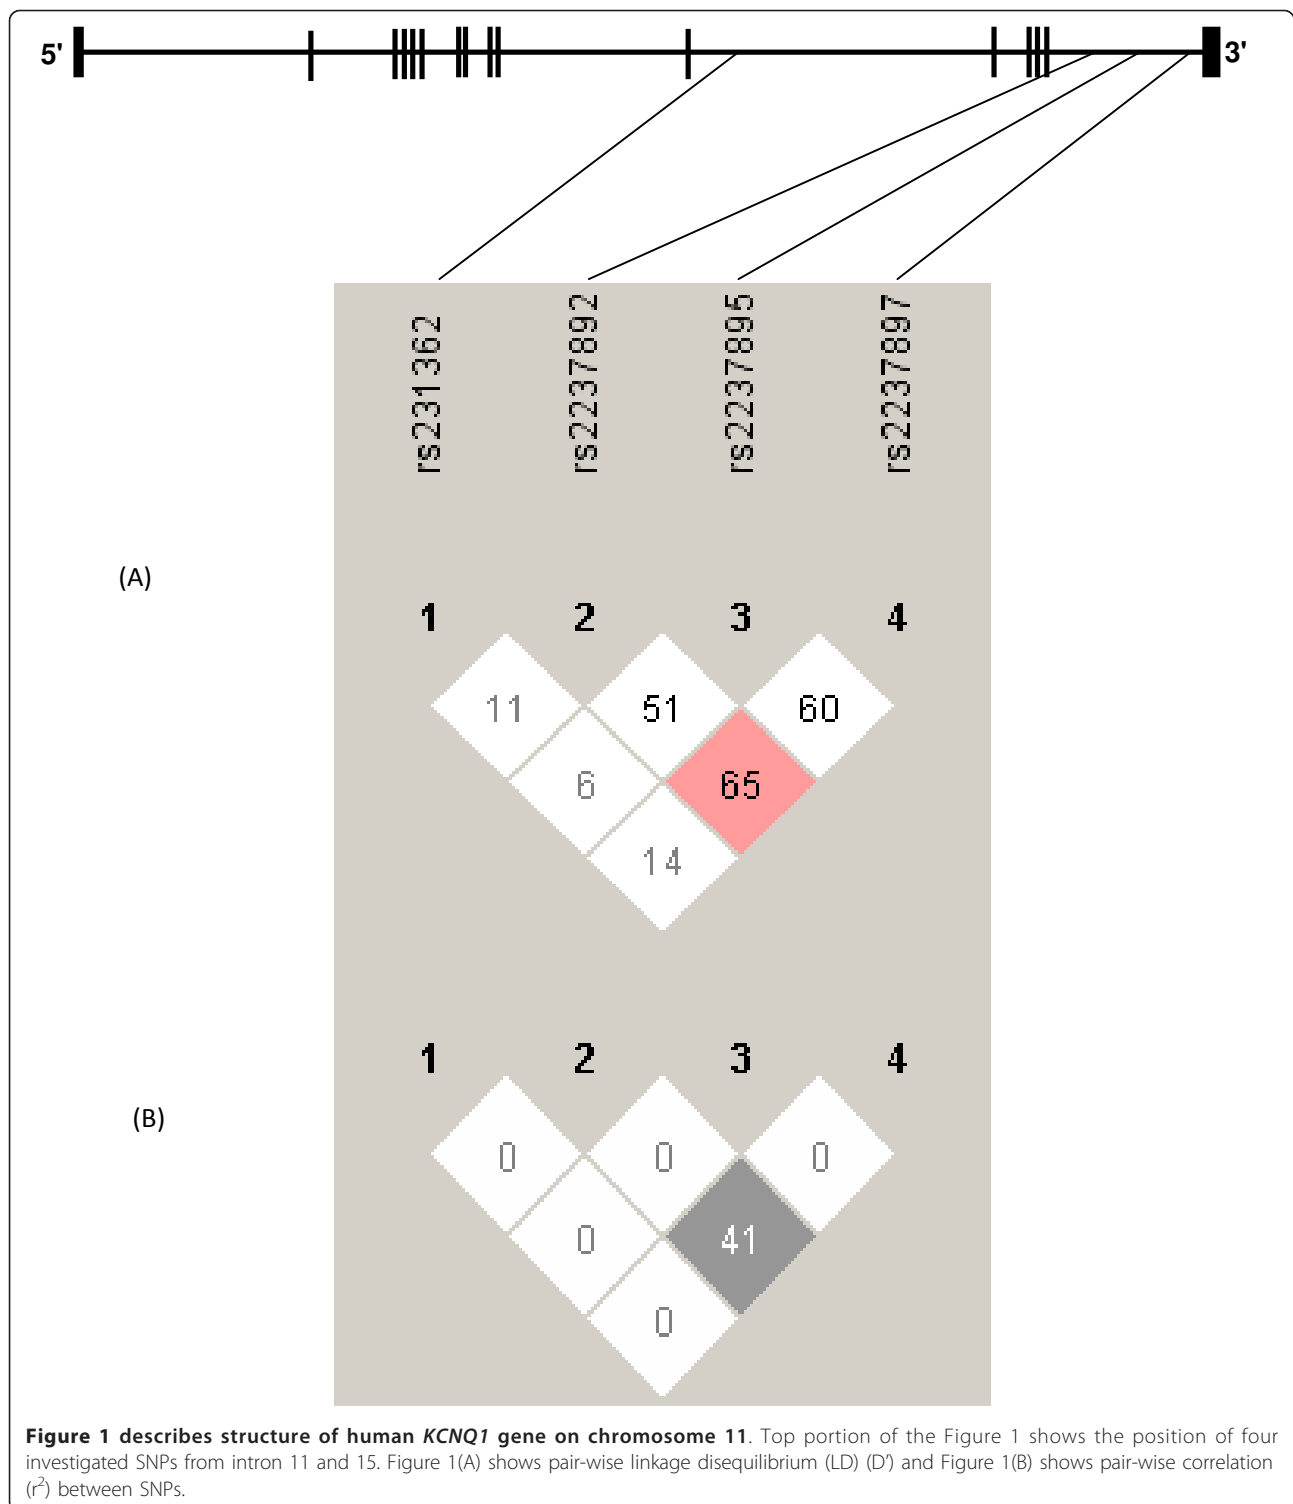 5' 3'
rs231362
rs2237892
rs2237895
rs2237897
(A)
1 2 3 4
11 51 60
6 65
14
1 2 3 4
(B)
0 0 0
0 41
0
Figure 1 describes structure of human KCNQ1 gene on chromosome 11. Top portion of the Figure 1 shows the position of four
investigated SNPs from intron 11 and 15. Figure 1(A) shows pair-wise linkage disequilibrium (LD) (D′) and Figure 1(B) shows pair-wise correlation
(r²) between SNPs.